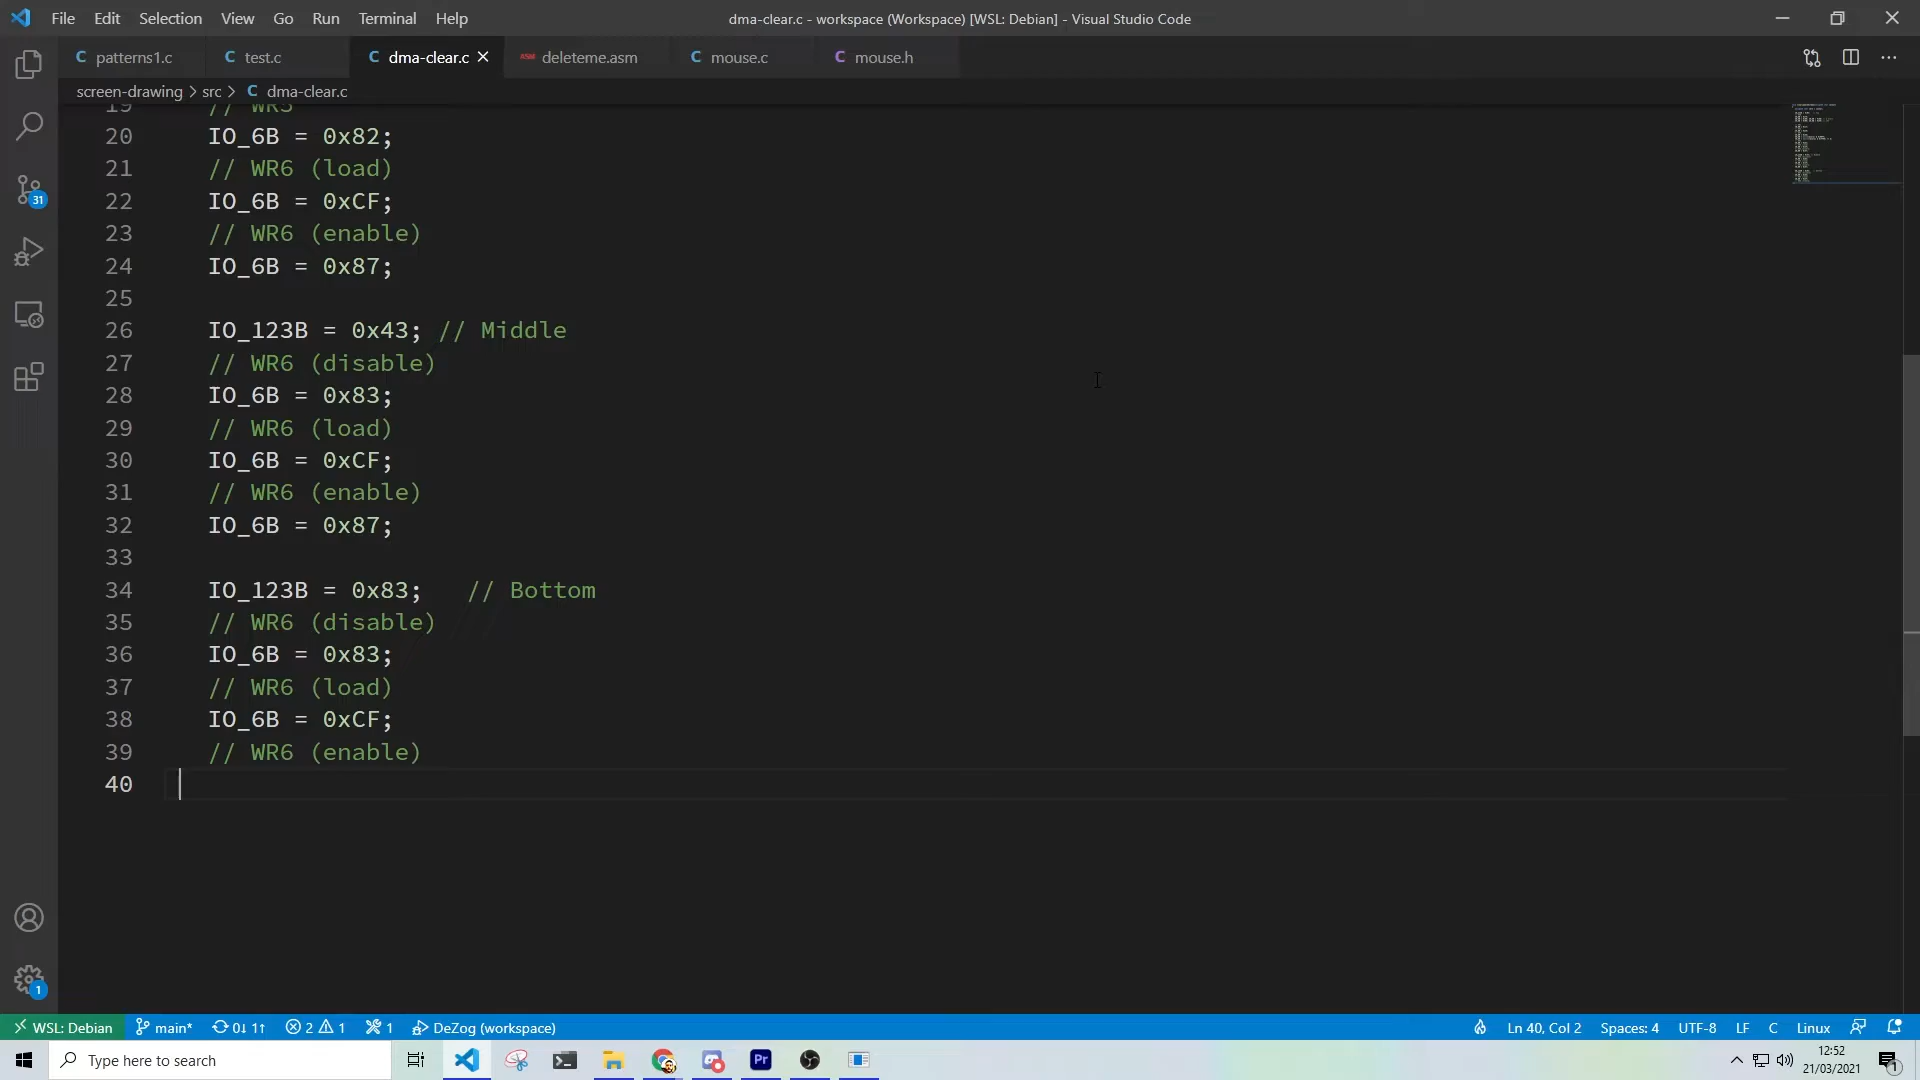 File Edit Selection View Go Run Terminal Help
dma-clear.c - workspace (Workspace) [WSL: Debian] - Visual Studio Code
C patterns1.c
C test.c
C dma-clear.c
ASM deleteme.asm
C mouse.c
C mouse.h
screen-drawing > src > C dma-clear.c
19 // WR5
20 IO_6B = 0x82;
21 // WR6 (load)
22 IO_6B = 0xCF;
23 // WR6 (enable)
24 IO_6B = 0x87;
25
26 IO_123B = 0x43; // Middle
27 // WR6 (disable)
28 IO_6B = 0x83;
29 // WR6 (load)
30 IO_6B = 0xCF;
31 // WR6 (enable)
32 IO_6B = 0x87;
33
34 IO_123B = 0x83; // Bottom
35 // WR6 (disable)
36 IO_6B = 0x83;
37 // WR6 (load)
38 IO_6B = 0xCF;
39 // WR6 (enable)
40
31
1
WSL: Debian main* 0↓ 1↑ 2 1 1 DeZog (workspace) Ln 40, Col 2 Spaces: 4 UTF-8 LF C Linux
Type here to search
Pr
12:52
21/03/2021
1